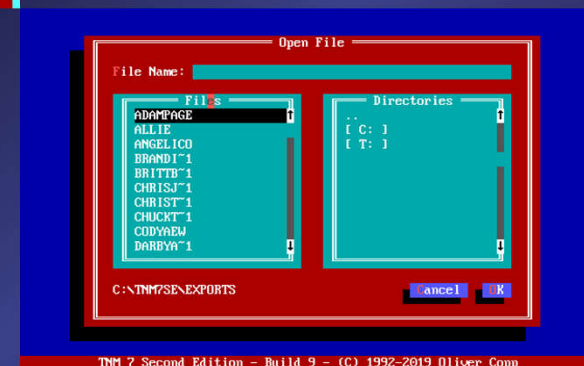 Open File
File Name:
Files
ADAMPAGE
ALLIE
ANGELICO
BRANDI~1
BRITTB~1
CHRISJ~1
CHRIST~1
CHUCKT~1
CODYAEW
DARBYA~1
Directories
..
[ C: ]
[ T: ]
C:\TNM7SE\EXPORTS
Cancel
OK
TNM 7 Second Edition - Build 9 - (C) 1992-2019 Oliver Copp